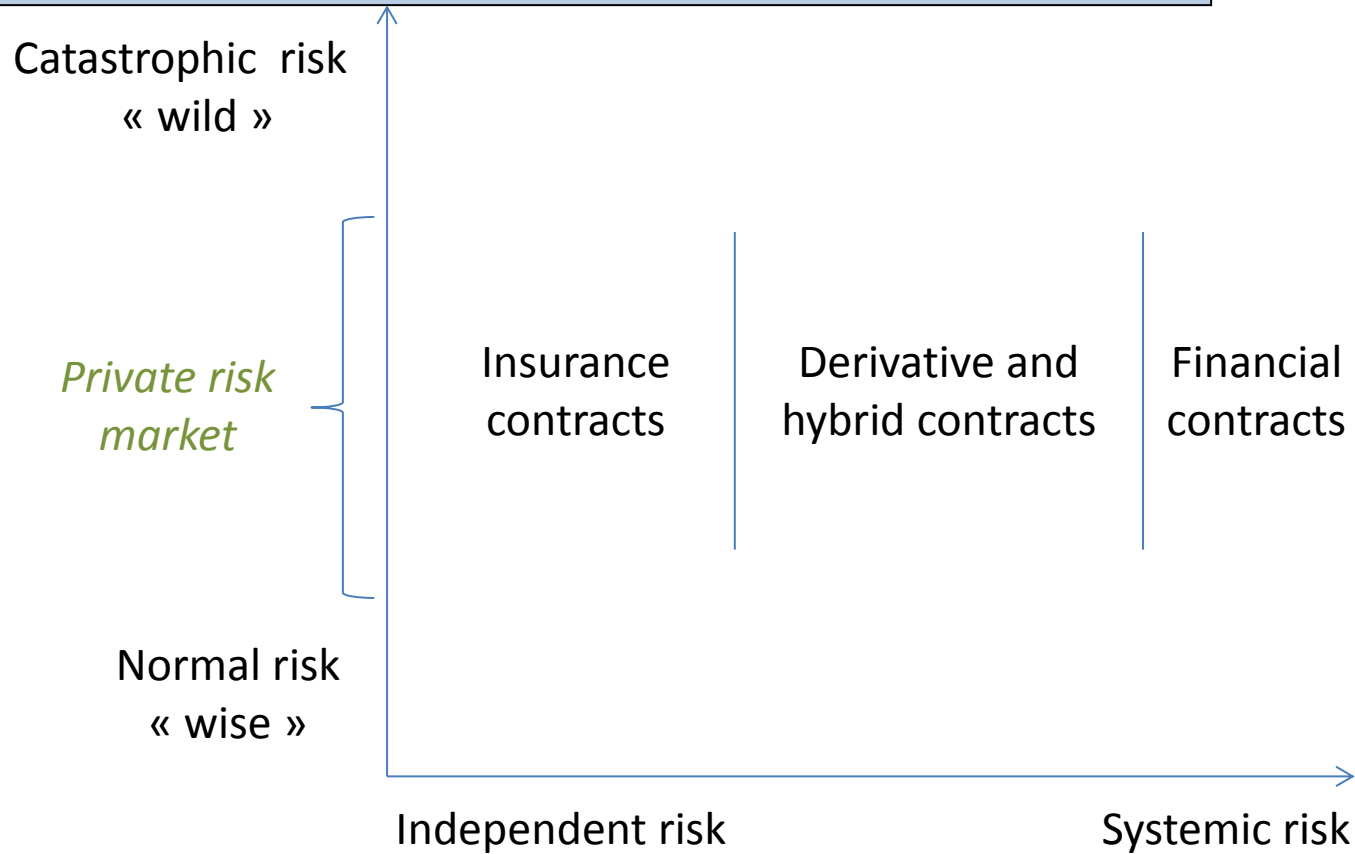 Catastrophic risk
« wild »
Private risk
market
Insurance
contracts
Derivative and
hybrid contracts
Financial
contracts
Normal risk
« wise »
Independent risk
Systemic risk